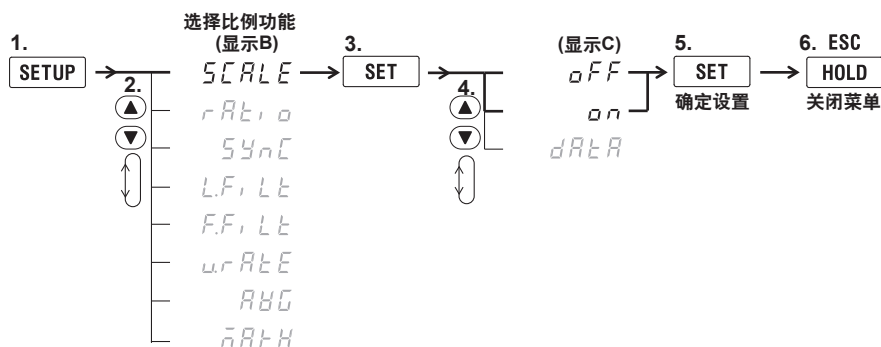 选择比例功能
(显示B)
1.
SETUP
2.
SCALE
rAtio
SYnC
L.FiLt
F.FiLt
u.rAtE
AVG
mAtH
3.
SET
4.
(显示C)
oFF
on
dAtA
5.
SET
确定设置
6. ESC
HOLD
关闭菜单